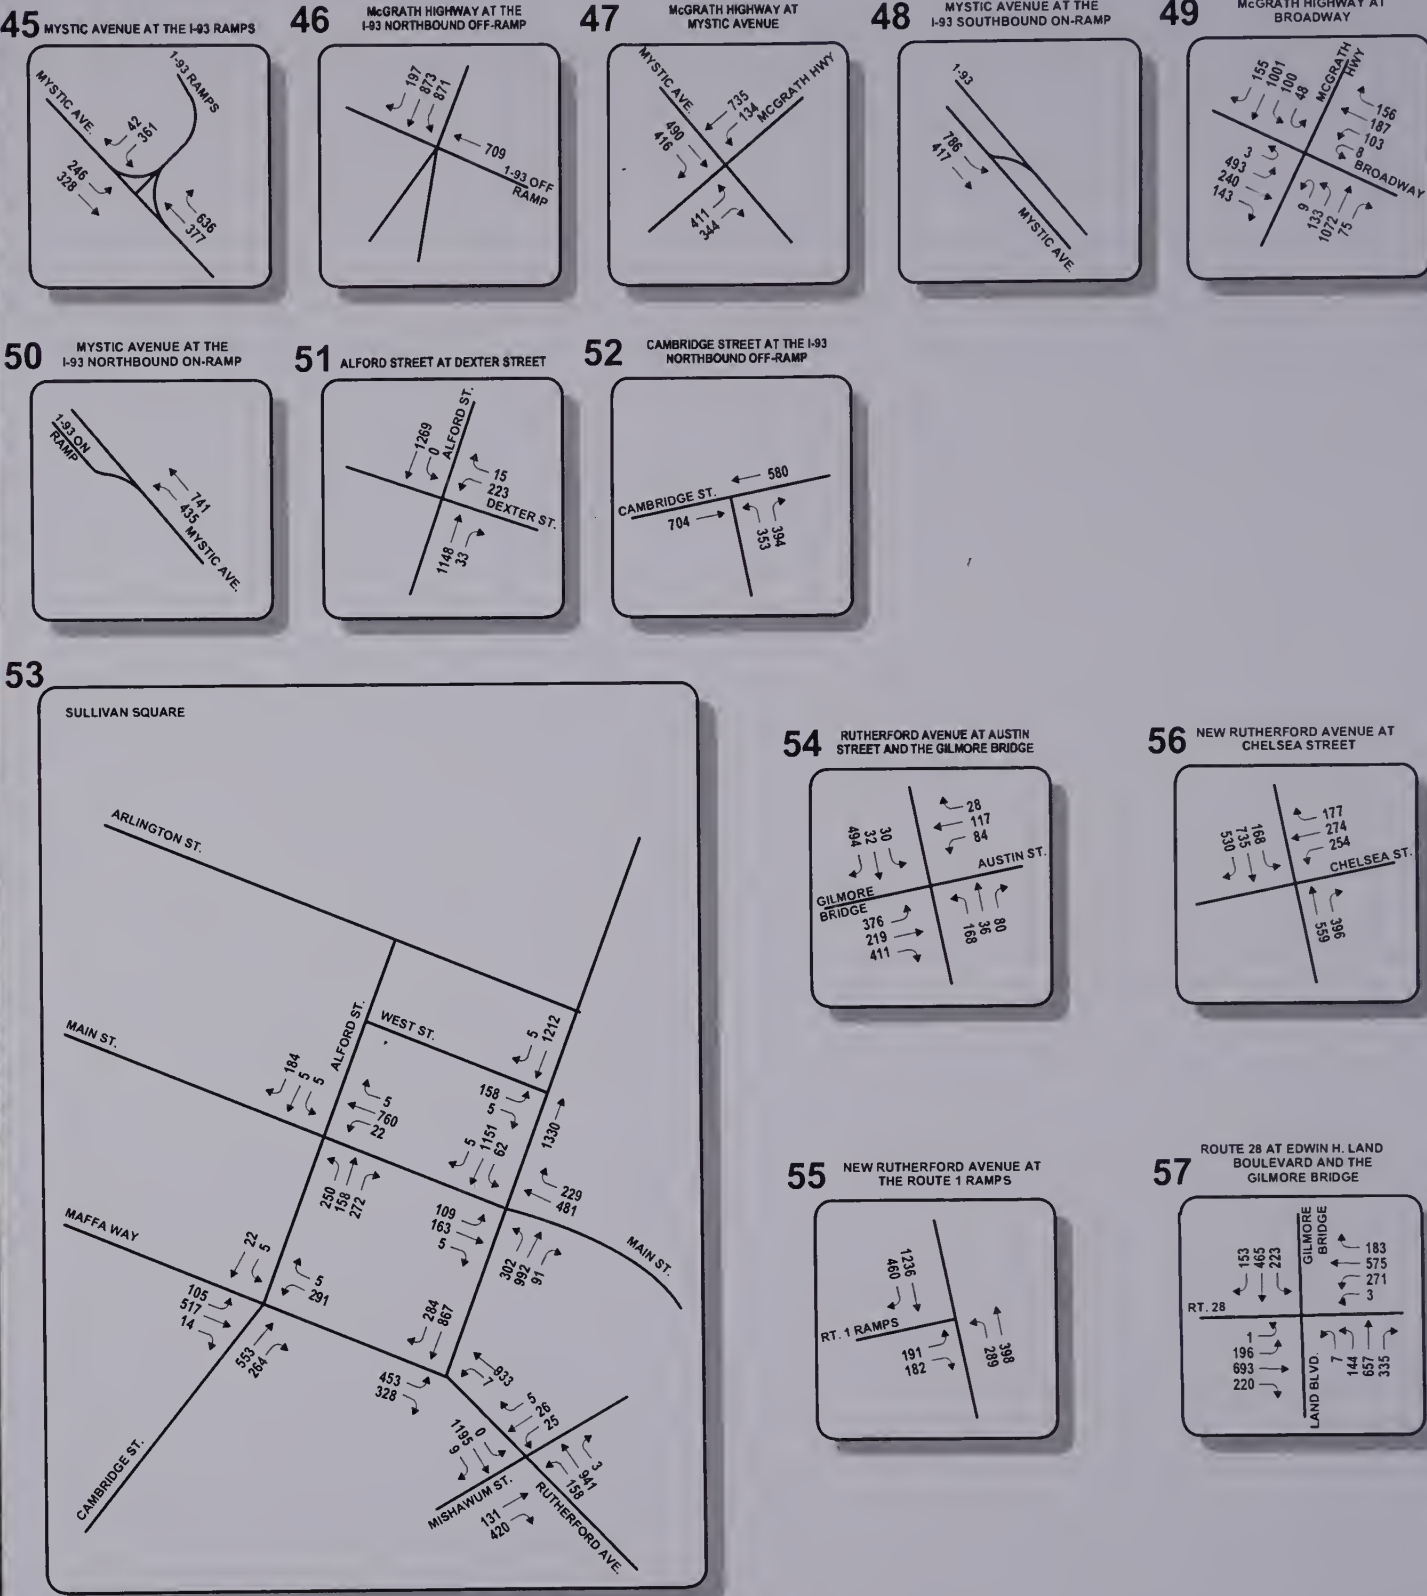 45 MYSTIC AVENUE AT THE I-93 RAMPS
MYSTIC AVE.
1-93 RAMPS
42
361
246
328
636
377
46
McGRATH HIGHWAY AT THE
I-93 NORTHBOUND OFF-RAMP
197
873
871
709
1-93 OFF
RAMP
47
McGRATH HIGHWAY AT
MYSTIC AVENUE
MYSTIC AVE.
735
134
MCGRATH HWY
490
416
411
344
48
MYSTIC AVENUE AT THE
I-93 SOUTHBOUND ON-RAMP
1-93
786
417
MYSTIC AVE.
49
McGRATH HIGHWAY AT
BROADWAY
155
1001
100
48
MCGRATH
HWY
156
187
103
8
BROADWAY
3
493
240
143
9
133
1072
75
50
MYSTIC AVENUE AT THE
I-93 NORTHBOUND ON-RAMP
1-93 ON
RAMP
741
435
MYSTIC AVE.
51 ALFORD STREET AT DEXTER STREET
1269
0
ALFORD ST.
15
223
DEXTER ST.
1148
33
52
CAMBRIDGE STREET AT THE I-93
NORTHBOUND OFF-RAMP
580
CAMBRIDGE ST.
704
353
394
53
SULLIVAN SQUARE
ARLINGTON ST.
MAIN ST.
ALFORD ST.
WEST ST.
5
1212
184
5
5
5
760
22
158
5
1330
5
1151
62
250
158
272
229
481
109
163
5
302
992
91
MAIN ST.
MAFFA WAY
22
5
5
291
105
517
14
553
264
284
867
453
328
933
7
5
26
25
1195
0
9
3
941
158
MISHAWUM ST.
131
420
RUTHERFORD AVE.
CAMBRIDGE ST.
54
RUTHERFORD AVENUE AT AUSTIN
STREET AND THE GILMORE BRIDGE
494
32
30
28
117
84
AUSTIN ST.
GILMORE
BRIDGE
376
219
411
168
36
80
56
NEW RUTHERFORD AVENUE AT
CHELSEA STREET
530
735
168
177
274
254
CHELSEA ST.
559
396
55
NEW RUTHERFORD AVENUE AT
THE ROUTE 1 RAMPS
460
1236
RT. 1 RAMPS
191
182
289
398
57
ROUTE 28 AT EDWIN H. LAND
BOULEVARD AND THE
GILMORE BRIDGE
153
465
223
GILMORE
BRIDGE
183
575
271
3
RT. 28
1
196
693
220
LAND BLVD.
7
144
657
335